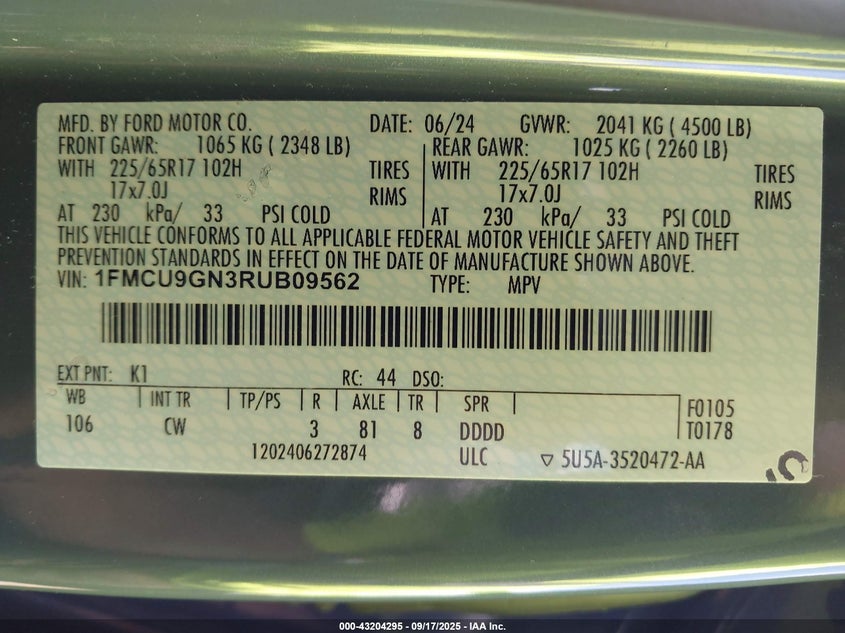 MFD. BY FORD MOTOR CO. DATE: 06/24 GVWR: 2041 KG ( 4500 LB)
FRONT GAWR: 1065 KG ( 2348 LB) REAR GAWR: 1025 KG ( 2260 LB)
WITH 225/65R17 102H TIRES WITH 225/65R17 102H TIRES
17x7.0J RIMS 17x7.0J RIMS
AT 230 kPa/ 33 PSI COLD AT 230 kPa/ 33 PSI COLD
THIS VEHICLE CONFORMS TO ALL APPLICABLE FEDERAL MOTOR VEHICLE SAFETY AND THEFT
PREVENTION STANDARDS IN EFFECT ON THE DATE OF MANUFACTURE SHOWN ABOVE.
VIN: 1FMCU9GN3RUB09562 TYPE: MPV
EXT PNT: K1 RC: 44 DSO:
WB INT TR TP/PS R AXLE TR SPR F0105
106 CW 3 81 8 DDDD T0178
1202406272874 ULC ▽ 5U5A-3520472-AA
000-43204295 - 09/17/2025 - IAA Inc.